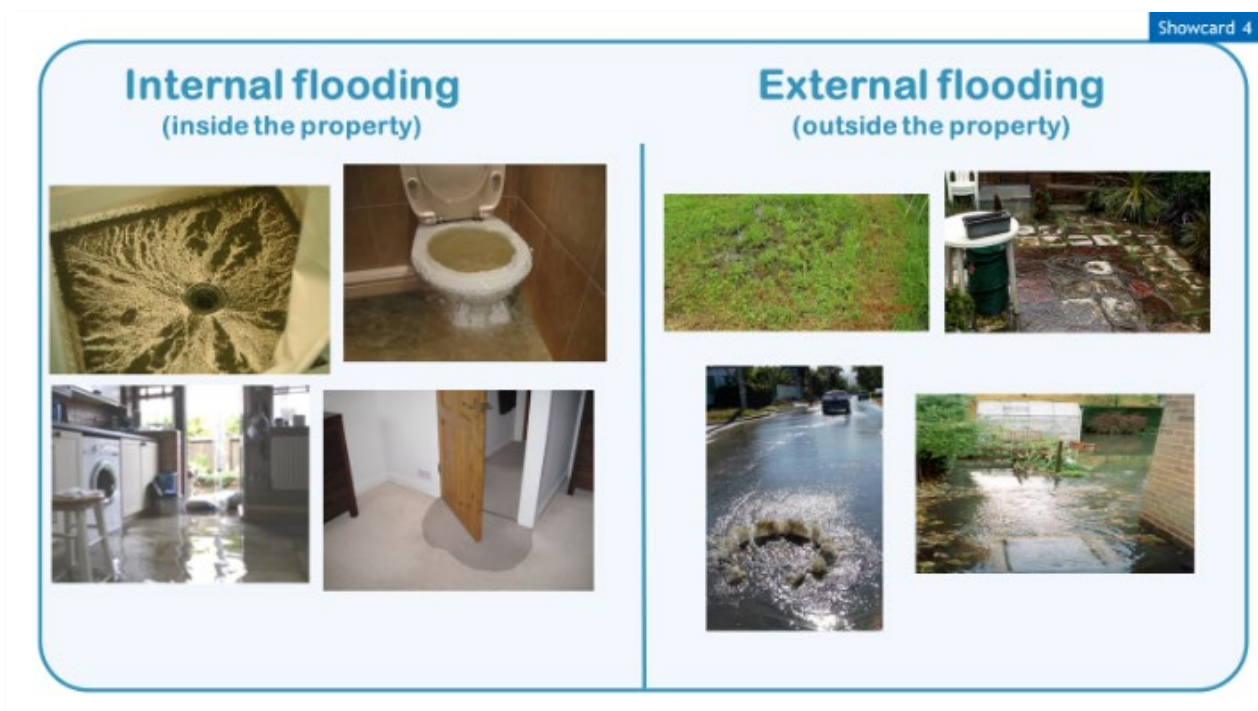 Showcard 4
Internal flooding
(inside the property)
External flooding
(outside the property)